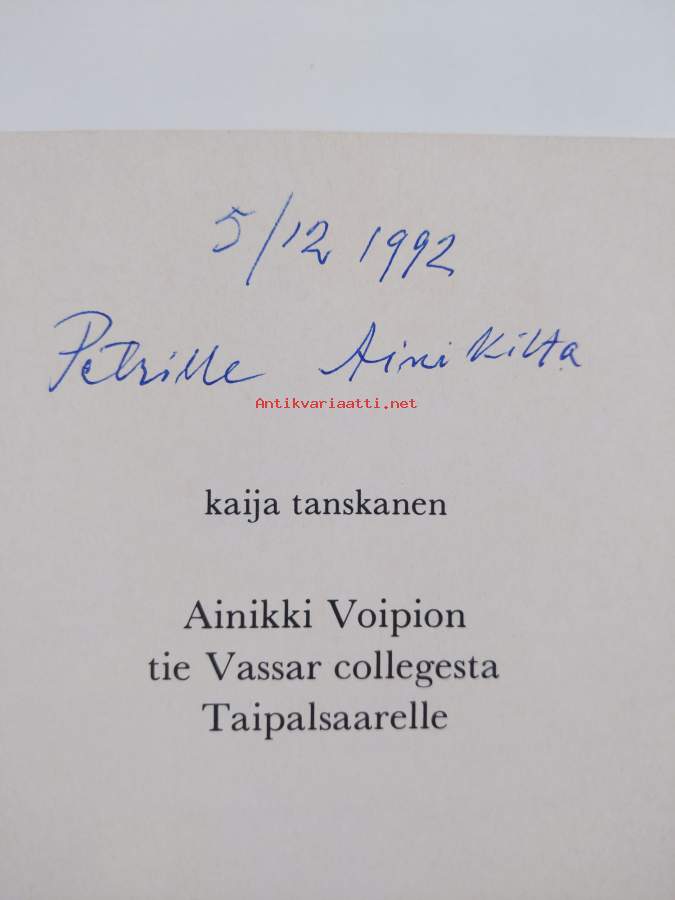 5/12 1992
Petrille Ainikilta
Antikvariaatti.net
kaija tanskanen
Ainikki Voipion
tie Vassar collegesta
Taipalsaarelle